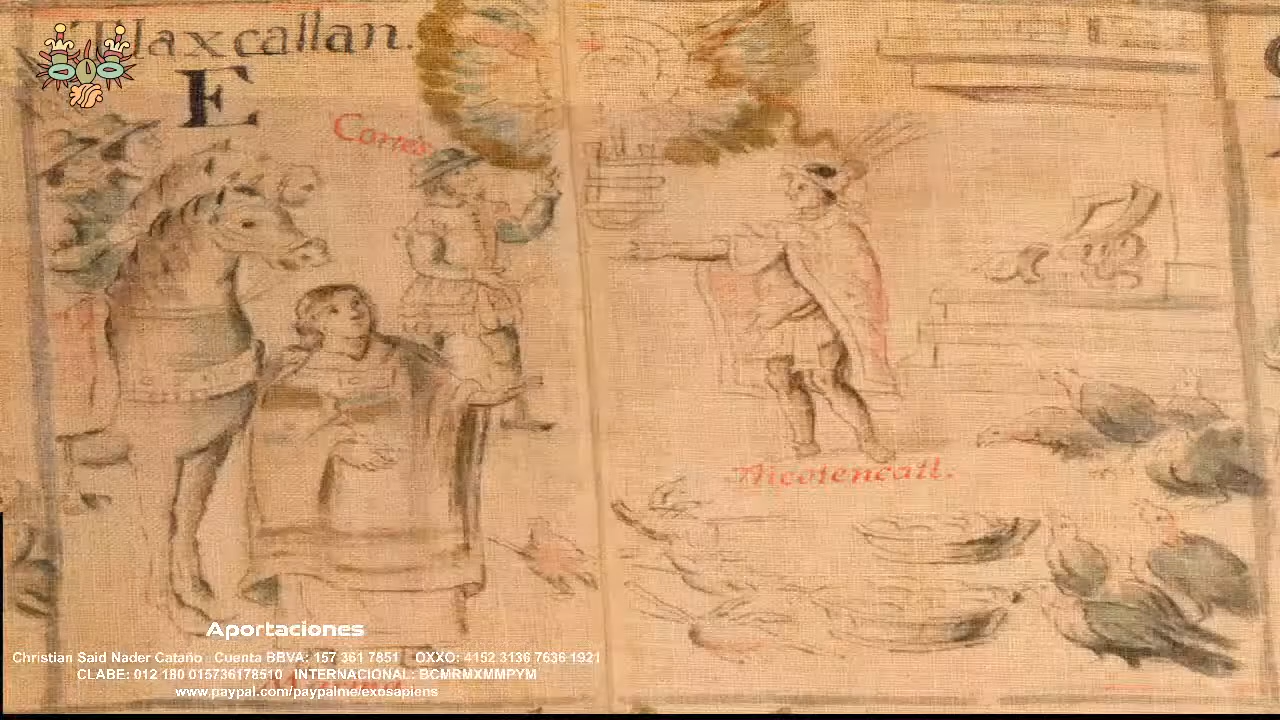 Tlaxcallan.
E
Cortes
Xicotencatl.
Aportaciones
Christian Said Nader Cataño Cuenta BBVA: 157 361 7851 OXXO: 4152 3136 7636 1921
CLABE: 012 180 015736178510 INTERNACIONAL: BCMRMXMMPYM
www.paypal.com/paypalme/exosapiens